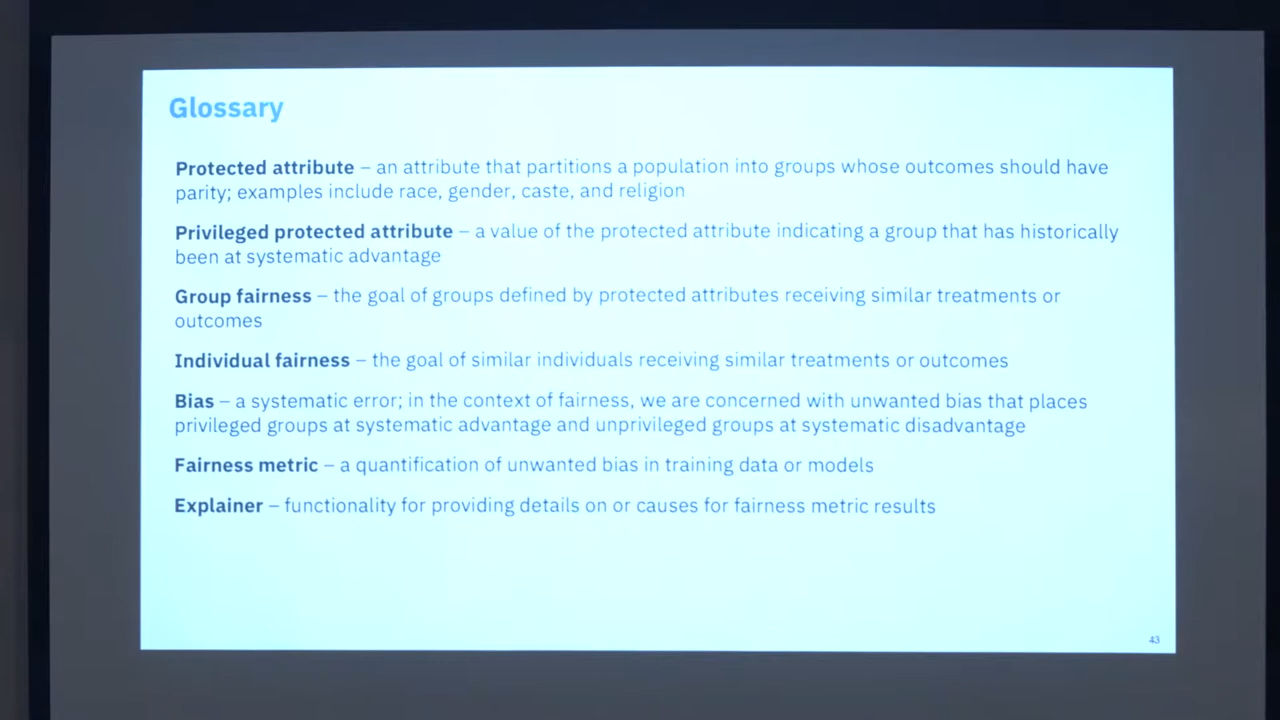 Glossary
Protected attribute – an attribute that partitions a population into groups whose outcomes should have
parity; examples include race, gender, caste, and religion
Privileged protected attribute – a value of the protected attribute indicating a group that has historically
been at systematic advantage
Group fairness – the goal of groups defined by protected attributes receiving similar treatments or
outcomes
Individual fairness – the goal of similar individuals receiving similar treatments or outcomes
Bias – a systematic error; in the context of fairness, we are concerned with unwanted bias that places
privileged groups at systematic advantage and unprivileged groups at systematic disadvantage
Fairness metric – a quantification of unwanted bias in training data or models
Explainer – functionality for providing details on or causes for fairness metric results
43